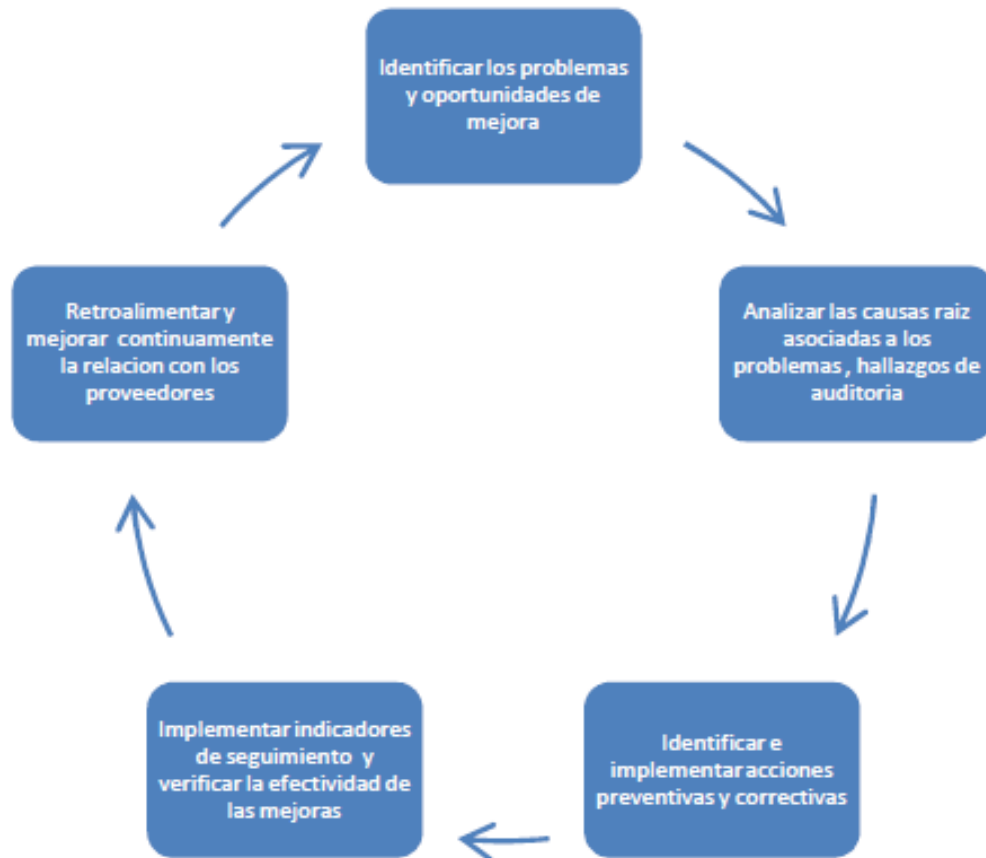 Identificar los problemas
y oportunidades de
mejora
Analizar las causas raiz
asociadas a los
problemas , hallazgos de
auditoria
Identificar e
implementar acciones
preventivas y correctivas
Implementar indicadores
de seguimiento y
verificar la efectividad de
las mejoras
Retroalimentar y
mejorar continuamente
la relacion con los
proveedores